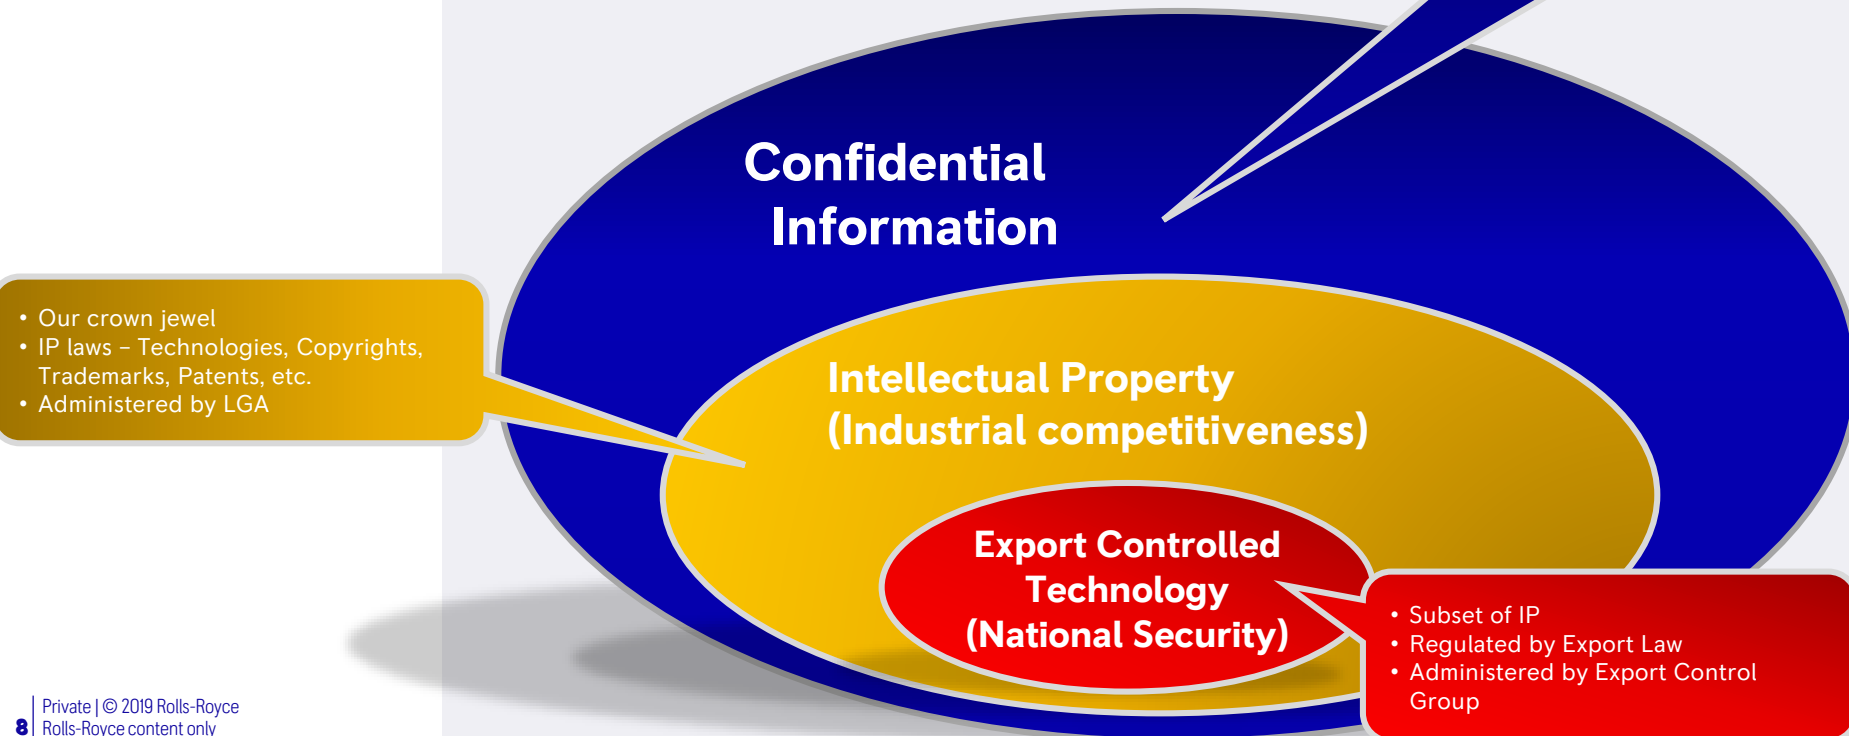 Confidential
Information
• Our crown jewel
• IP laws – Technologies, Copyrights,
Trademarks, Patents, etc.
• Administered by LGA
Intellectual Property
(Industrial competitiveness)
Export Controlled
Technology
(National Security)
• Subset of IP
• Regulated by Export Law
• Administered by Export Control
Group
Private | © 2019 Rolls-Royce
8 Rolls-Royce content only